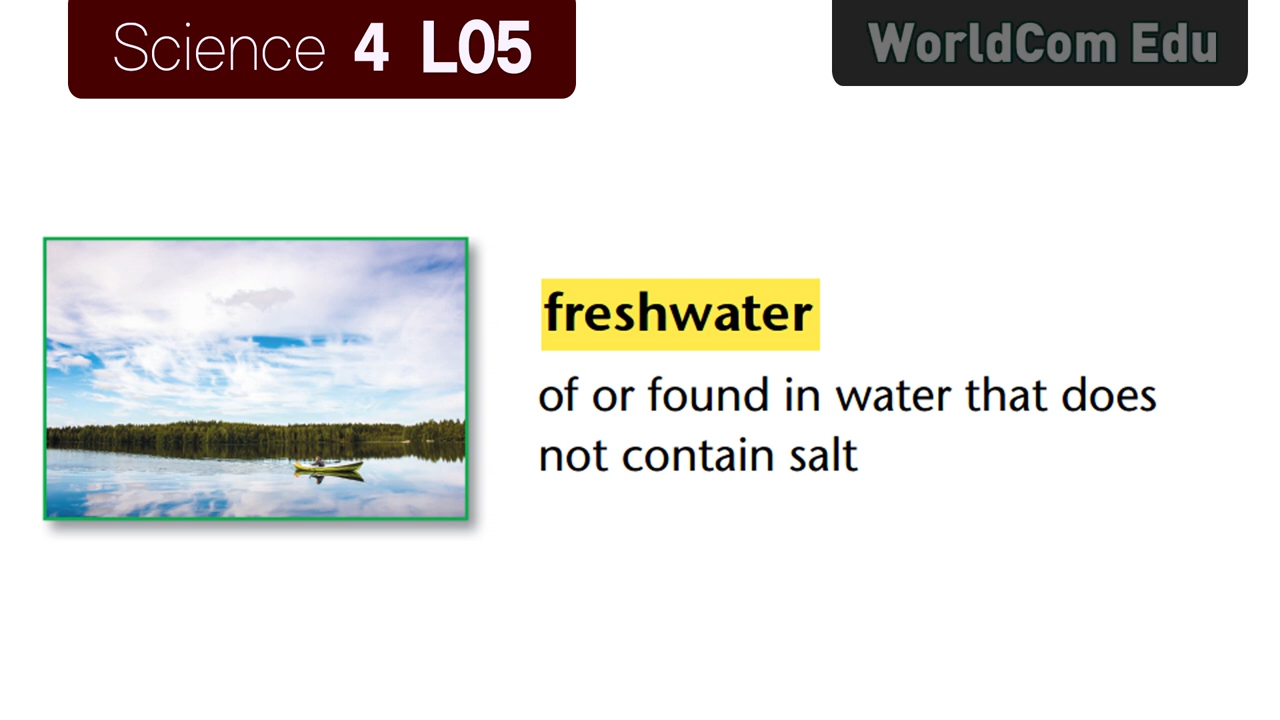 Science 4 L05
WorldCom Edu
freshwater
of or found in water that does
not contain salt